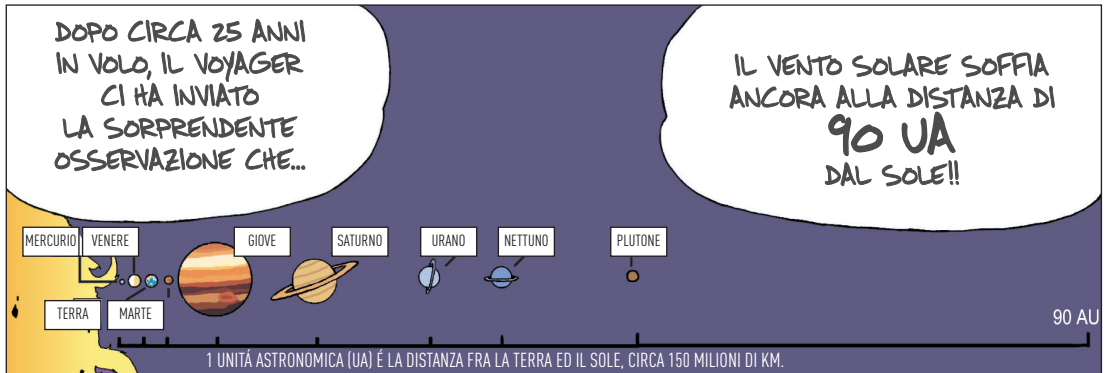 DOPO CIRCA 25 ANNI
IN VOLO, IL VOYAGER
CI HA INVIATO
LA SORPRENDENTE
OSSERVAZIONE CHE...
IL VENTO SOLARE SOFFIA
ANCORA ALLA DISTANZA DI
90 UA
DAL SOLE!!
MERCURIO
VENERE
GIOVE
SATURNO
URANO
NETTUNO
PLUTONE
TERRA
MARTE
90 AU
1 UNITÁ ASTRONOMICA (UA) É LA DISTANZA FRA LA TERRA ED IL SOLE, CIRCA 150 MILIONI DI KM.